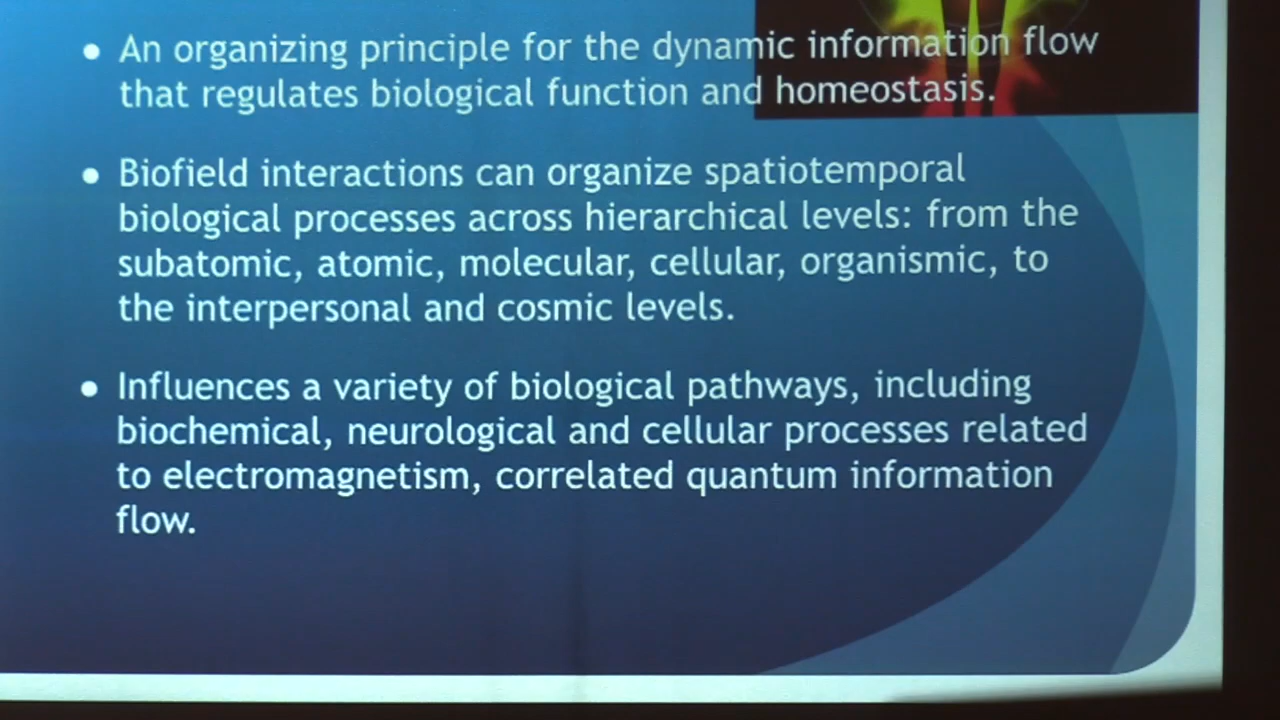 • An organizing principle for the dynamic information flow
that regulates biological function and homeostasis.
• Biofield interactions can organize spatiotemporal
biological processes across hierarchical levels: from the
subatomic, atomic, molecular, cellular, organismic, to
the interpersonal and cosmic levels.
• Influences a variety of biological pathways, including
biochemical, neurological and cellular processes related
to electromagnetism, correlated quantum information
flow.